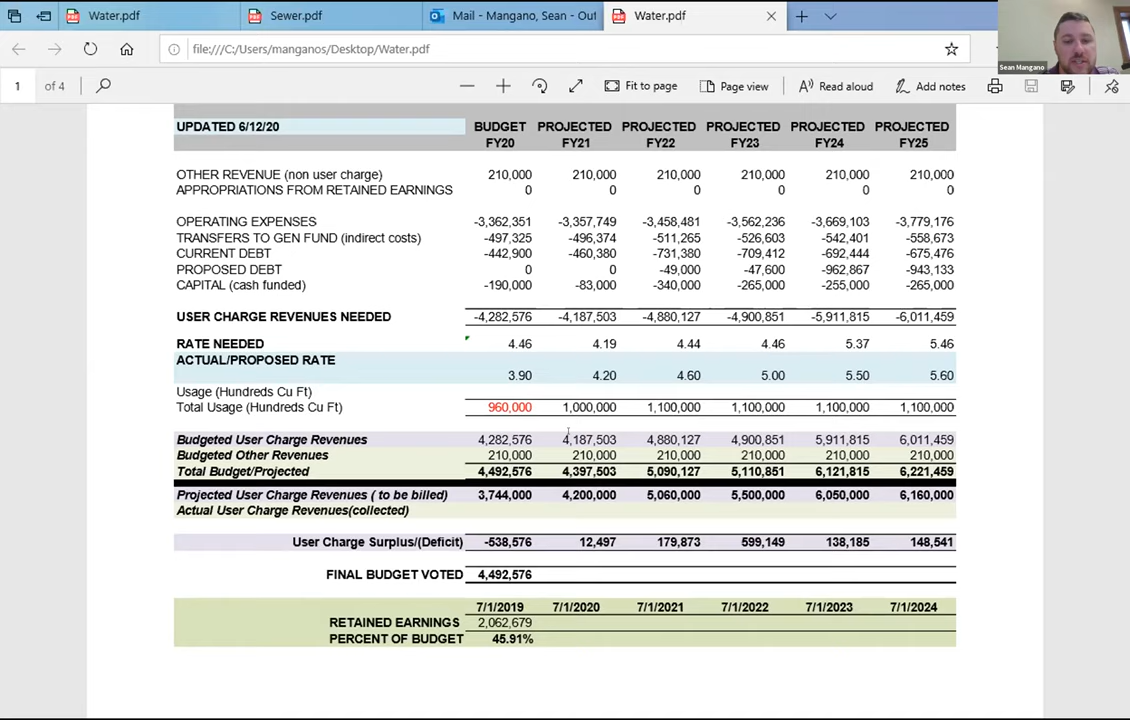 Water.pdf Sewer.pdf Mail - Mangano, Sean - Out Water.pdf
file:///C:/Users/manganos/Desktop/Water.pdf
Sean Mangano
1 of 4 Fit to page Page view Read aloud Add notes
UPDATED 6/12/20 BUDGET PROJECTED PROJECTED PROJECTED PROJECTED PROJECTED
FY20 FY21 FY22 FY23 FY24 FY25
OTHER REVENUE (non user charge) 210,000 210,000 210,000 210,000 210,000 210,000
APPROPRIATIONS FROM RETAINED EARNINGS 0 0 0 0 0 0
OPERATING EXPENSES -3,362,351 -3,357,749 -3,458,481 -3,562,236 -3,669,103 -3,779,176
TRANSFERS TO GEN FUND (indirect costs) -497,325 -496,374 -511,265 -526,603 -542,401 -558,673
CURRENT DEBT -442,900 -460,380 -731,380 -709,412 -692,444 -675,476
PROPOSED DEBT 0 0 -49,000 -47,600 -962,867 -943,133
CAPITAL (cash funded) -190,000 -83,000 -340,000 -265,000 -255,000 -265,000
USER CHARGE REVENUES NEEDED -4,282,576 -4,187,503 -4,880,127 -4,900,851 -5,911,815 -6,011,459
RATE NEEDED 4.46 4.19 4.44 4.46 5.37 5.46
ACTUAL/PROPOSED RATE
3.90 4.20 4.60 5.00 5.50 5.60
Usage (Hundreds Cu Ft)
Total Usage (Hundreds Cu Ft) 960,000 1,000,000 1,100,000 1,100,000 1,100,000 1,100,000
Budgeted User Charge Revenues 4,282,576 4,187,503 4,880,127 4,900,851 5,911,815 6,011,459
Budgeted Other Revenues 210,000 210,000 210,000 210,000 210,000 210,000
Total Budget/Projected 4,492,576 4,397,503 5,090,127 5,110,851 6,121,815 6,221,459
Projected User Charge Revenues ( to be billed) 3,744,000 4,200,000 5,060,000 5,500,000 6,050,000 6,160,000
Actual User Charge Revenues(collected)
User Charge Surplus/(Deficit) -538,576 12,497 179,873 599,149 138,185 148,541
FINAL BUDGET VOTED 4,492,576
7/1/2019 7/1/2020 7/1/2021 7/1/2022 7/1/2023 7/1/2024
RETAINED EARNINGS 2,062,679
PERCENT OF BUDGET 45.91%